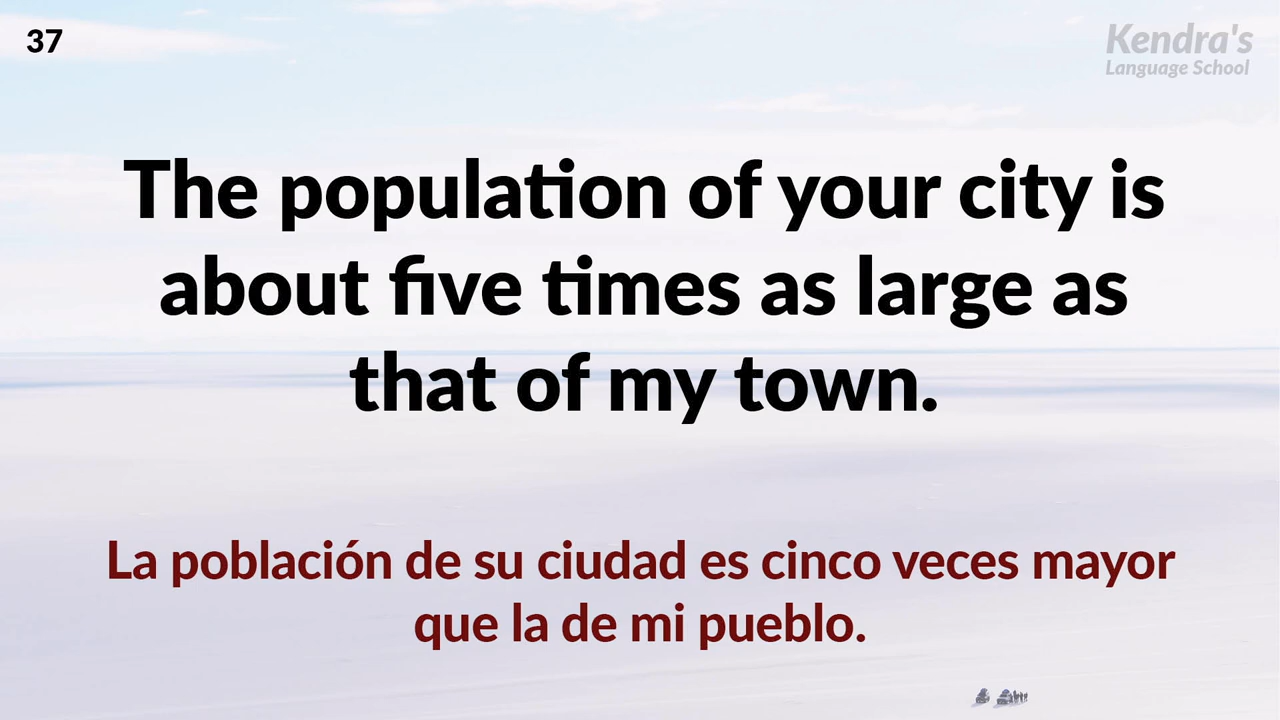 37
Kendra's
Language School
The population of your city is
about five times as large as
that of my town.
La población de su ciudad es cinco veces mayor
que la de mi pueblo.